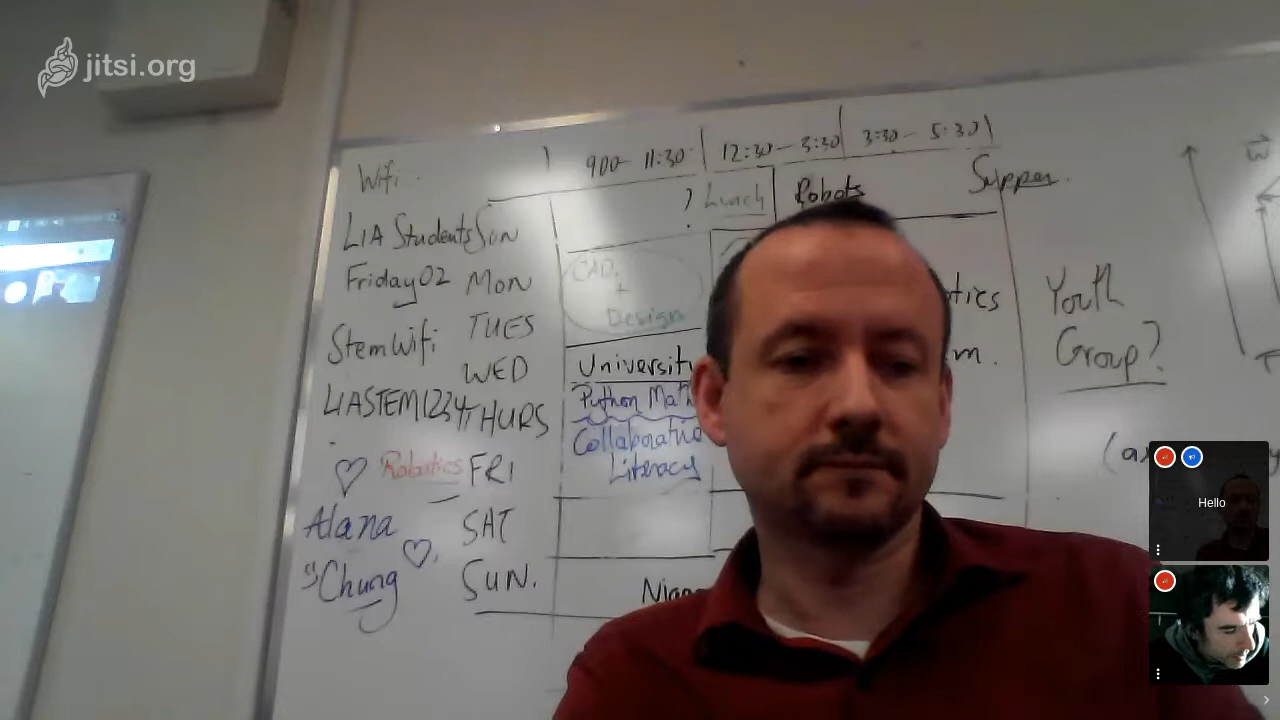 jitsi.org
900- 11:30 | 12:30 - 3:30 | 3:30 - 5:30
Wifi
? Lunch Robots Supper.
LIA Students SUN
Friday02 MON
CAD.
+
Design
TUES
Youth
Group?
StemWifi
WED
University
LIASTEM1234 THURS
Python Math
Collaborative
Literacy
♡ Robotics FRI
Alana ♡.
SAT
Chung
SUN.
Hello